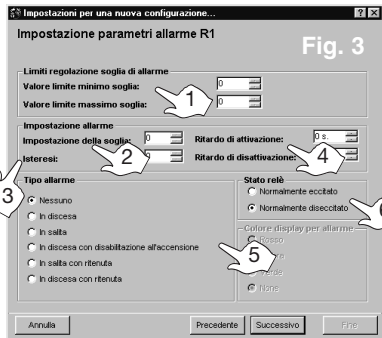 Impostazioni per una nuova configurazione...
Impostazione parametri allarme R1
Fig. 3
Limiti regolazione soglia di allarme
Valore limite minimo soglia: 0
Valore limite massimo soglia: 0
1
Impostazione allarme
Impostazione della soglia: 0 Ritardo di attivazione: 0 s.
Isteresi: Ritardo di disattivazione:
2
4
3
Tipo allarme
Nessuno
In discesa
In salita
In discesa con disabilitazione all'accensione
In salita con ritenuta
In discesa con ritenuta
Stato relè
Normalmente eccitato
Normalmente diseccitato
6
Colore display per allarme
Rosso
Verde
None
5
Annulla Precedente Successivo Fine